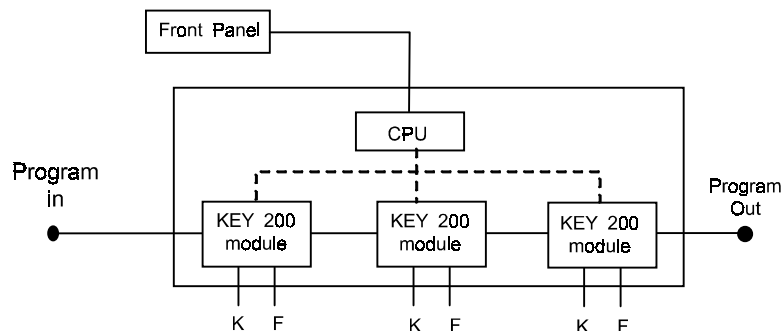 Front Panel
CPU
Program
in
KEY 200
module
KEY 200
module
KEY 200
module
Program
Out
K F
K F
K F